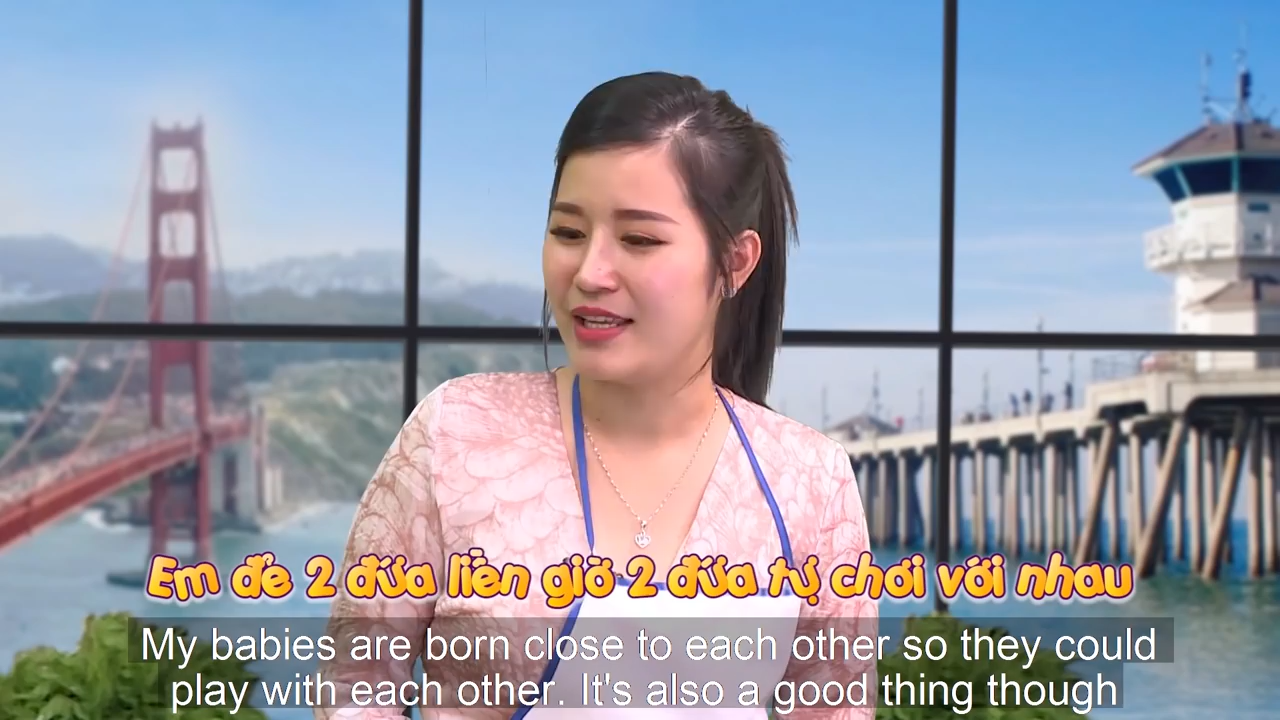 Em đẻ 2 đứa liền giờ 2 đứa tự chơi với nhau
My babies are born close to each other so they could
play with each other. It's also a good thing though